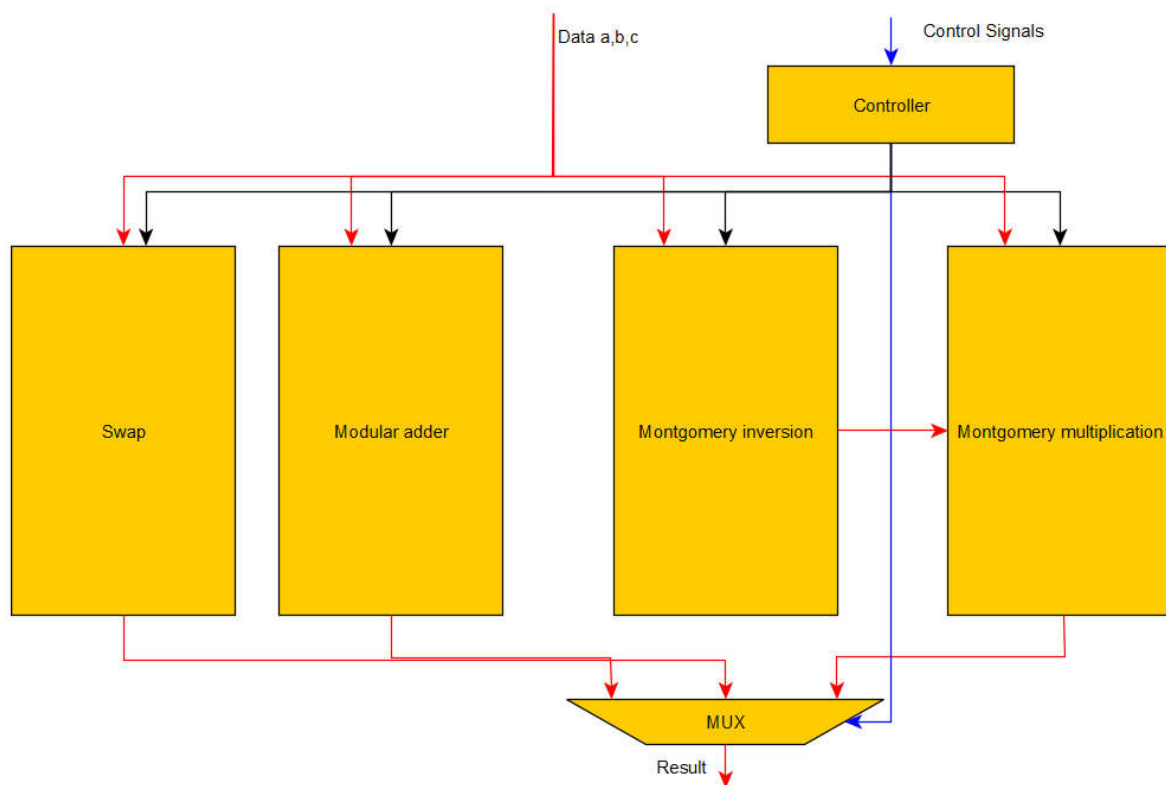 Data a,b,c
Control Signals
Controller
Swap
Modular adder
Montgomery inversion
Montgomery multiplication
MUX
Result